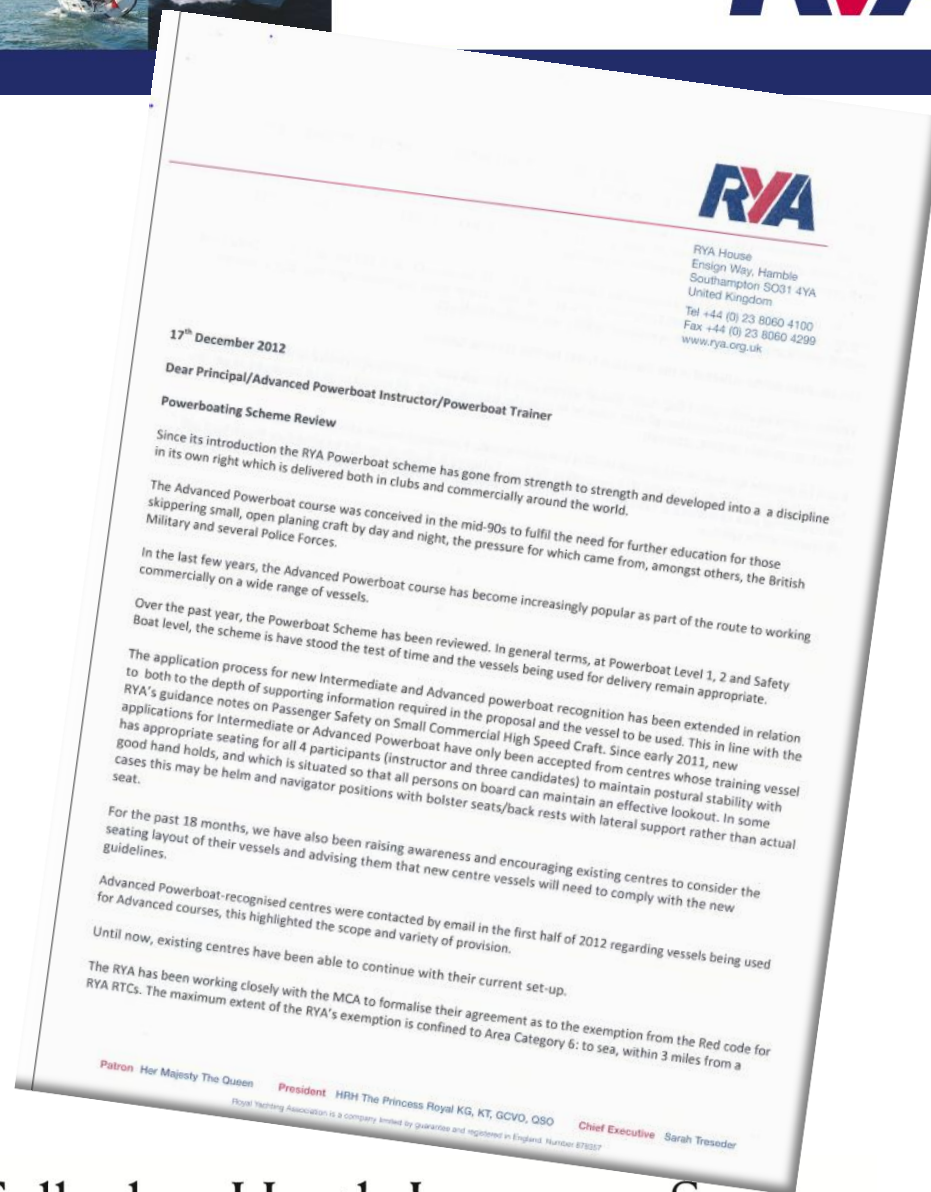 RYA
RYA House
Ensign Way, Hamble
Southampton SO31 4YA
United Kingdom
Tel +44 (0) 23 8060 4100
Fax +44 (0) 23 8060 4299
www.rya.org.uk
17th December 2012
Dear Principal/Advanced Powerboat Instructor/Powerboat Trainer
Powerboating Scheme Review
Since its introduction the RYA Powerboat scheme has gone from strength to strength and developed into a  a discipline
in its own right which is delivered both in clubs and commercially around the world.
The Advanced Powerboat course was conceived in the mid-90s to fulfil the need for further education for those
skippering small, open planing craft by day and night, the pressure for which came from, amongst others, the British
Military and several Police Forces.
In the last few years, the Advanced Powerboat course has become increasingly popular as part of the route to working
commercially on a wide range of vessels.
Over the past year, the Powerboat Scheme has been reviewed. In general terms, at Powerboat Level 1, 2 and Safety
Boat level, the scheme is have stood the test of time and the vessels being used for delivery remain appropriate.
The application process for new Intermediate and Advanced powerboat recognition has been extended in relation
to  both to the depth of supporting information required in the proposal and the vessel to be used. This in line with the
RYA's guidance notes on Passenger Safety on Small Commercial High Speed Craft. Since early 2011, new
applications for Intermediate or Advanced Powerboat have only been accepted from centres whose training vessel
has appropriate seating for all 4 participants (instructor and three candidates) to maintain postural stability with
good hand holds, and which is situated so that all persons on board can maintain an effective lookout. In some
cases this may be helm and navigator positions with bolster seats/back rests with lateral support rather than actual
seat.
For the past 18 months, we have also been raising awareness and encouraging existing centres to consider the
seating layout of their vessels and advising them that new centre vessels will need to comply with the new
guidelines.
Advanced Powerboat-recognised centres were contacted by email in the first half of 2012 regarding vessels being used
for Advanced courses, this highlighted the scope and variety of provision.
Until now, existing centres have been able to continue with their current set-up.
The RYA has been working closely with the MCA to formalise their agreement as to the exemption from the Red code for
RYA RTCs. The maximum extent of the RYA's exemption is confined to Area Category 6: to sea, within 3 miles from a
Patron Her Majesty The Queen President HRH The Princess Royal KG, KT, GCVO, QSO Chief Executive Sarah Treseder
Royal Yachting Association is a company limited by guarantee and registered in England. Number 878357